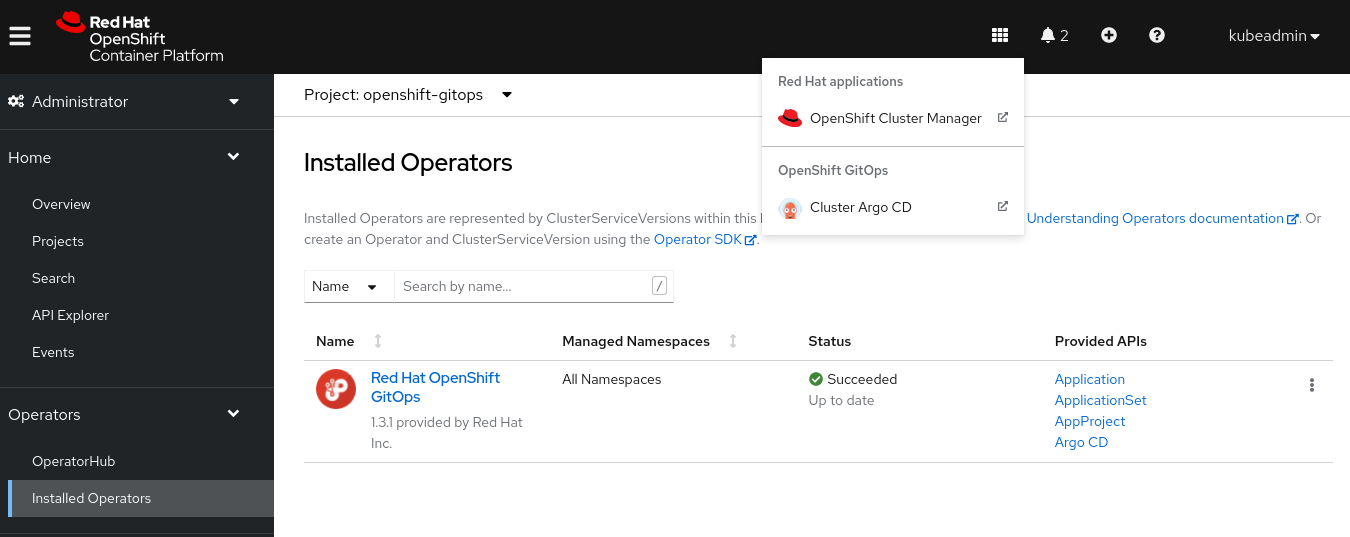 Red Hat
OpenShift
Container Platform
2
kubeadmin
Administrator
Home
Overview
Projects
Search
API Explorer
Events
Operators
OperatorHub
Installed Operators
Project: openshift-gitops
Red Hat applications
OpenShift Cluster Manager
OpenShift GitOps
Cluster Argo CD
Installed Operators
Installed Operators are represented by ClusterServiceVersions within this Understanding Operators documentation. Or
create an Operator and ClusterServiceVersion using the Operator SDK.
Name
Search by name...
/
Name Managed Namespaces Status Provided APIs
Red Hat OpenShift
GitOps
1.3.1 provided by Red Hat
Inc.
All Namespaces
Succeeded
Up to date
Application
ApplicationSet
AppProject
Argo CD